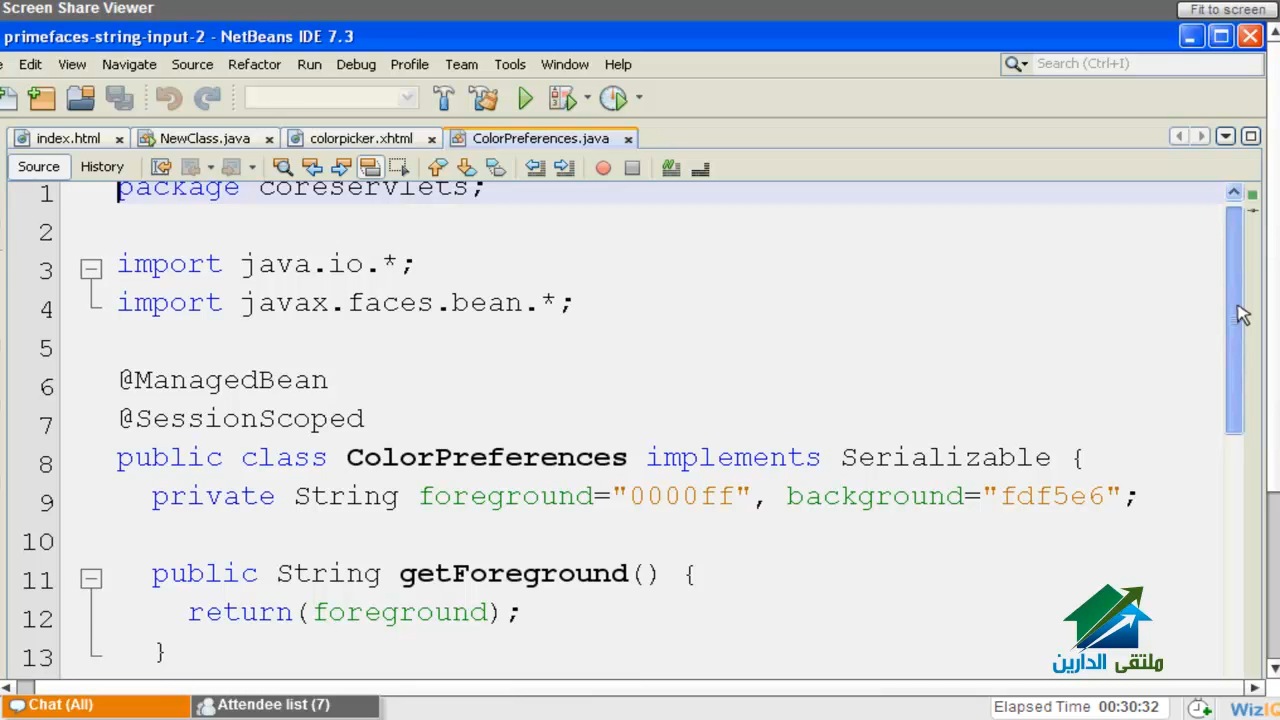 Screen Share Viewer
Fit to screen
primefaces-string-input-2 - NetBeans IDE 7.3
Edit View Navigate Source Refactor Run Debug Profile Team Tools Window Help
Search (Ctrl+I)
index.html NewClass.java colorpicker.xhtml ColorPreferences.java
Source History
1 package coreservlets;
2
3 import java.io.*;
4 import javax.faces.bean.*;
5
6 @ManagedBean
7 @SessionScoped
8 public class ColorPreferences implements Serializable {
9 private String foreground="0000ff", background="fdf5e6";
10
11 public String getForeground() {
12 return(foreground);
13 }
ملتقى الدارين
Chat (All) Attendee list (7) Elapsed Time 00:30:32 WizIQ